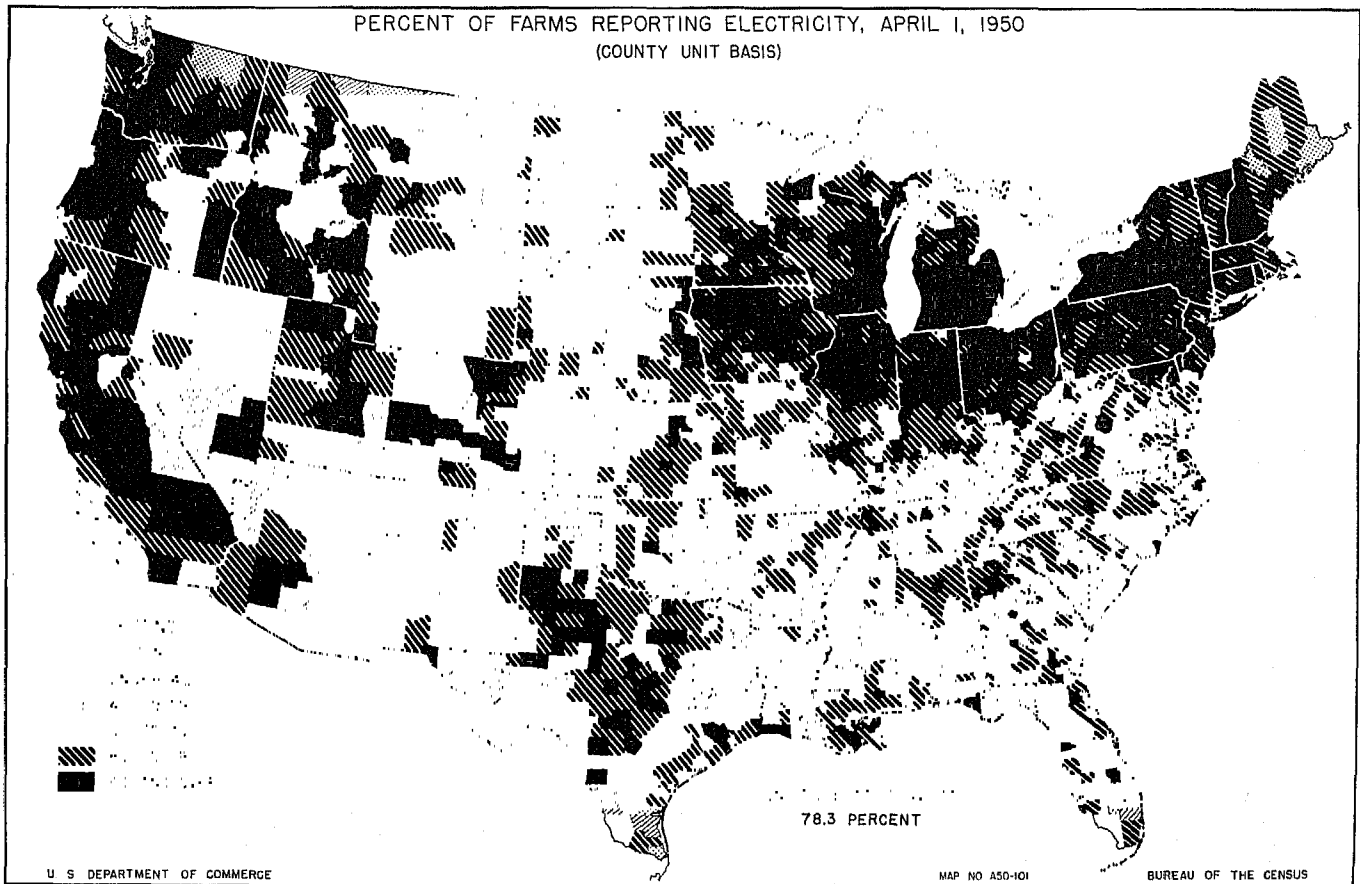 PERCENT OF FARMS REPORTING ELECTRICITY, APRIL 1, 1950
(COUNTY UNIT BASIS)
78.3 PERCENT
U. S. DEPARTMENT OF COMMERCE
MAP NO. A50-101
BUREAU OF THE CENSUS